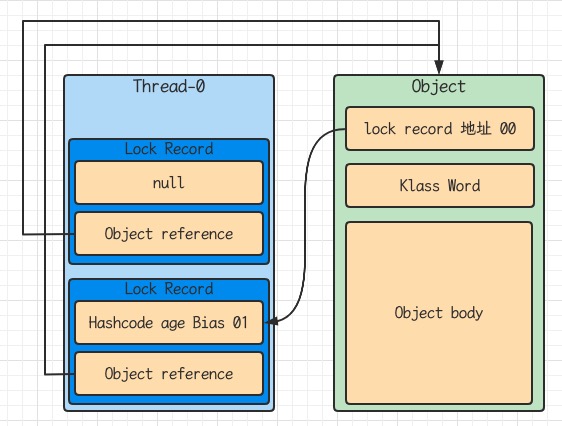 Thread-0
Lock Record
null
Object reference
Lock Record
Hashcode age Bias 01
Object reference
Object
lock record 地址 00
Klass Word
Object body